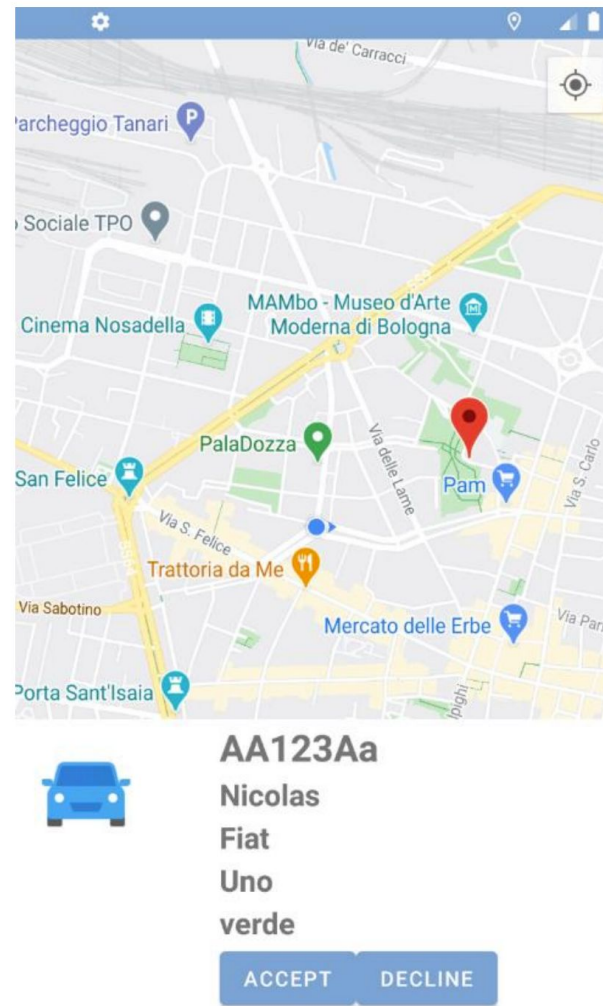 Via de' Carracci
Parcheggio Tanari
P
Sociale TPO
MAMbo - Museo d'Arte
Moderna di Bologna
Cinema Nosadella
PalaDozza
Via delle Lame
Via S. Carlo
San Felice
Pam
Via S. Felice
Trattoria da Me
Via Sabotino
Mercato delle Erbe
Porta Sant'Isaia
AA123Aa
Nicolas
Fiat
Uno
verde
ACCEPT DECLINE